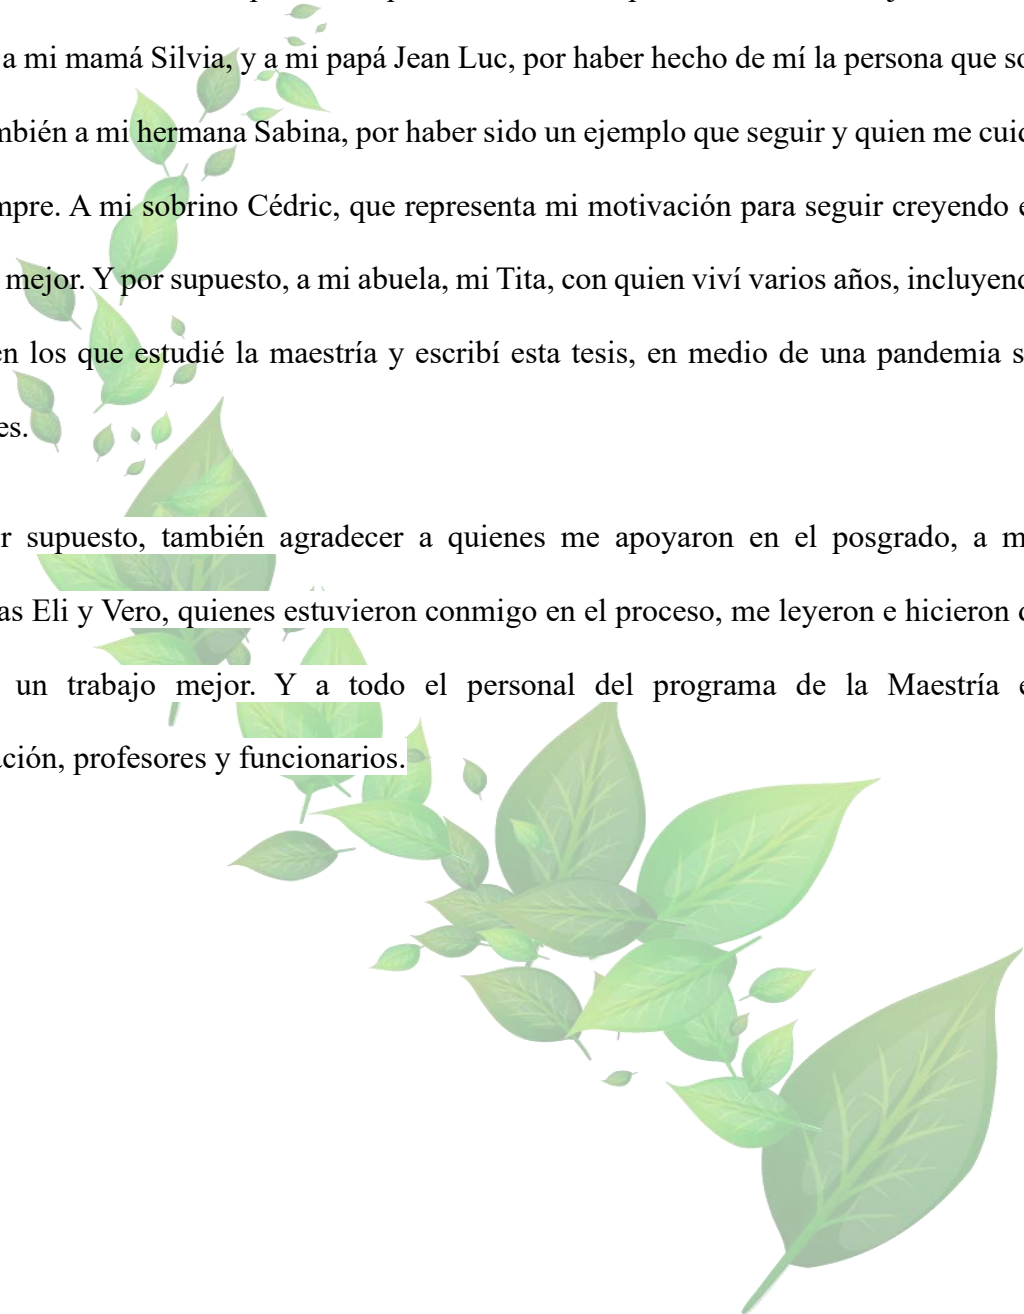 a mi mamá Silvia, y a mi papá Jean Luc, por haber hecho de mí la persona que so
mbién a mi hermana Sabina, por haber sido un ejemplo que seguir y quien me cuid
mpre. A mi sobrino Cédric, que representa mi motivación para seguir creyendo e
mejor. Y por supuesto, a mi abuela, mi Tita, con quien viví varios años, incluyend
en los que estudié la maestría y escribí esta tesis, en medio de una pandemia s
es.
r supuesto, también agradecer a quienes me apoyaron en el posgrado, a m
as Eli y Vero, quienes estuvieron conmigo en el proceso, me leyeron e hicieron d
un trabajo mejor. Y a todo el personal del programa de la Maestría e
ción, profesores y funcionarios.